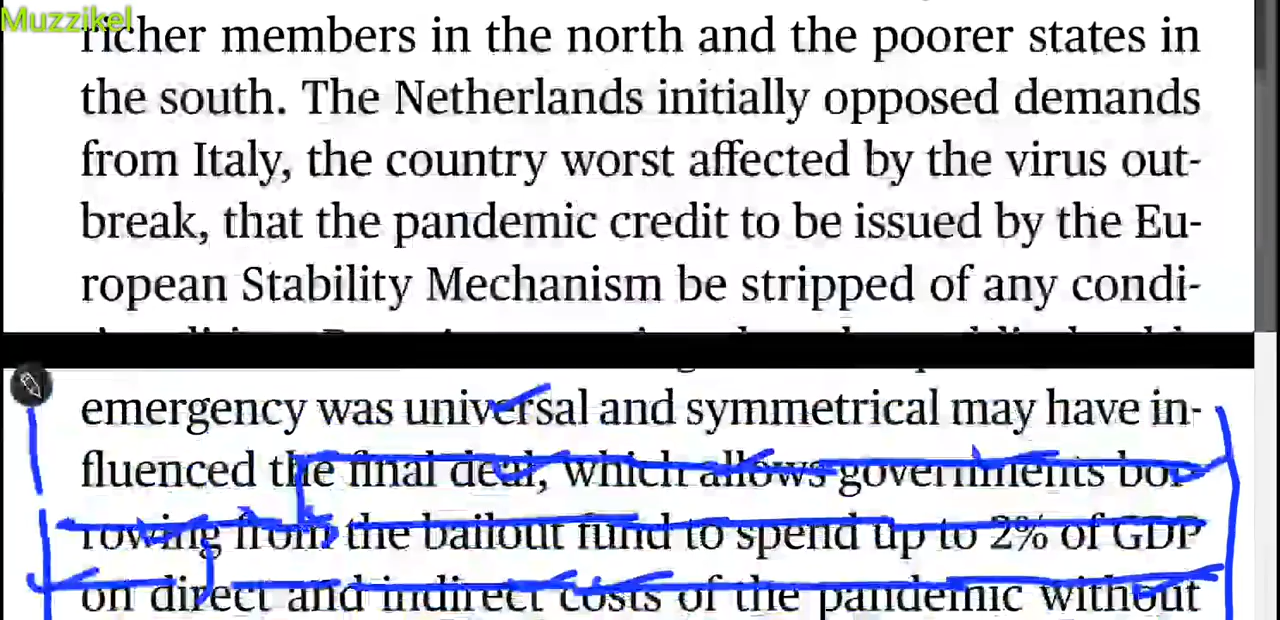 Muzzikel
richer members in the north and the poorer states in
the south. The Netherlands initially opposed demands
from Italy, the country worst affected by the virus out-
break, that the pandemic credit to be issued by the Eu-
ropean Stability Mechanism be stripped of any condi-
emergency was universal and symmetrical may have in-
fluenced the final deal, which allows governments bor-
rowing from the bailout fund to spend up to 2% of GDP
on direct and indirect costs of the pandemic without